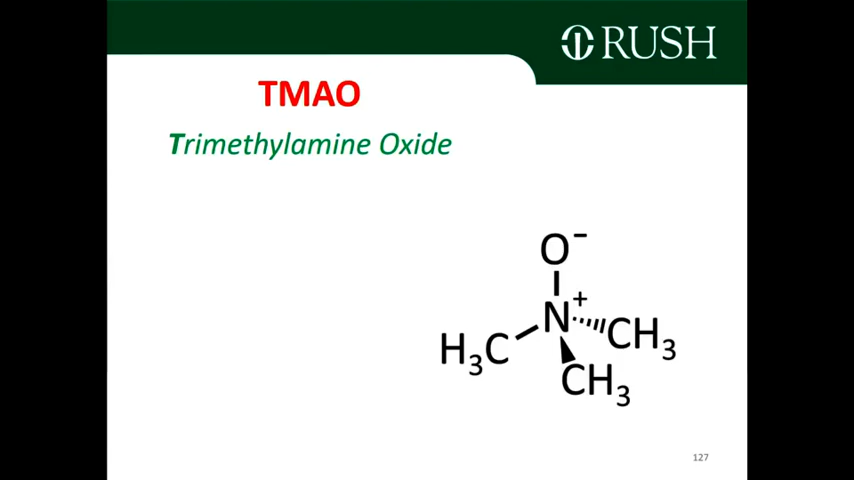 RUSH
TMAO
Trimethylamine Oxide
O⁻
N⁺
H₃C
CH₃
CH₃
127